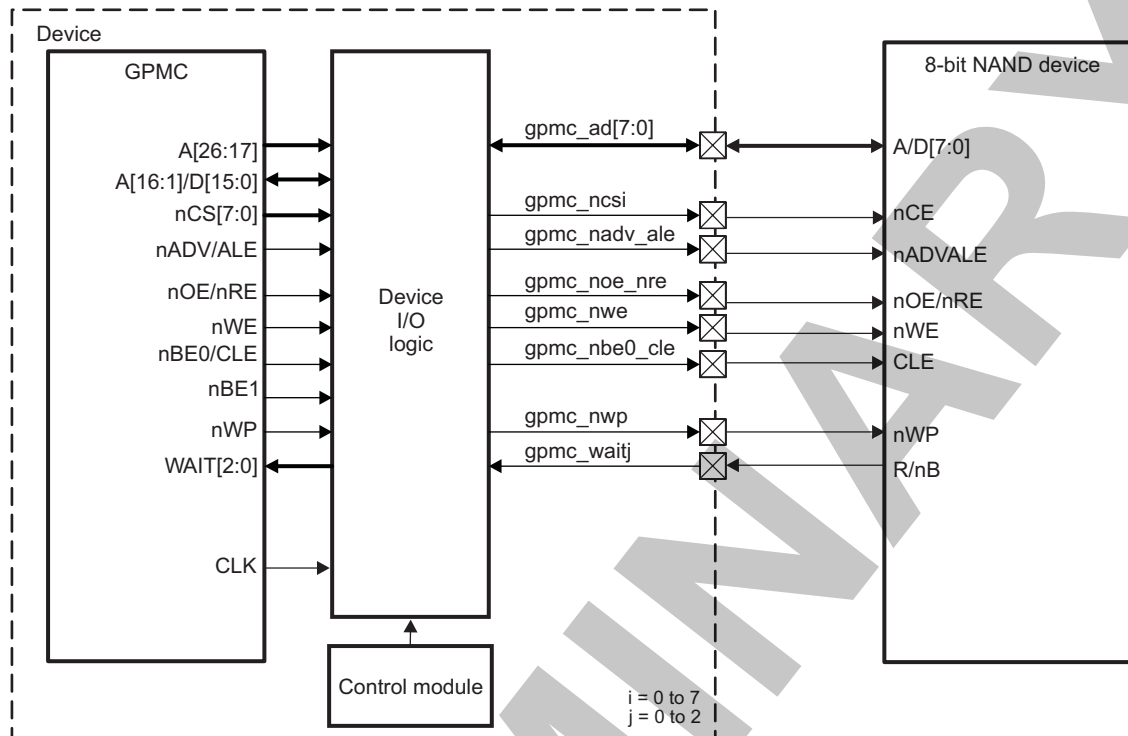 Device
GPMC
A[26:17]
A[16:1]/D[15:0]
nCS[7:0]
nADV/ALE
nOE/nRE
nWE
nBE0/CLE
nBE1
nWP
WAIT[2:0]
CLK
Device
I/O
logic
Control module
gpmc_ad[7:0]
gpmc_ncsi
gpmc_nadv_ale
gpmc_noe_nre
gpmc_nwe
gpmc_nbe0_cle
gpmc_nwp
gpmc_waitj
i = 0 to 7
j = 0 to 2
8-bit NAND device
A/D[7:0]
nCE
nADVALE
nOE/nRE
nWE
CLE
nWP
R/nB
MINARY